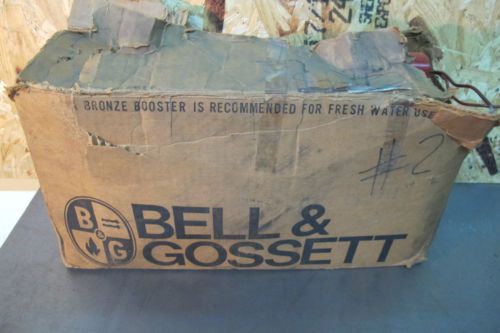 A BRONZE BOOSTER IS RECOMMENDED FOR FRESH WATER USE
#2
B
&
G
BELL &
GOSSETT